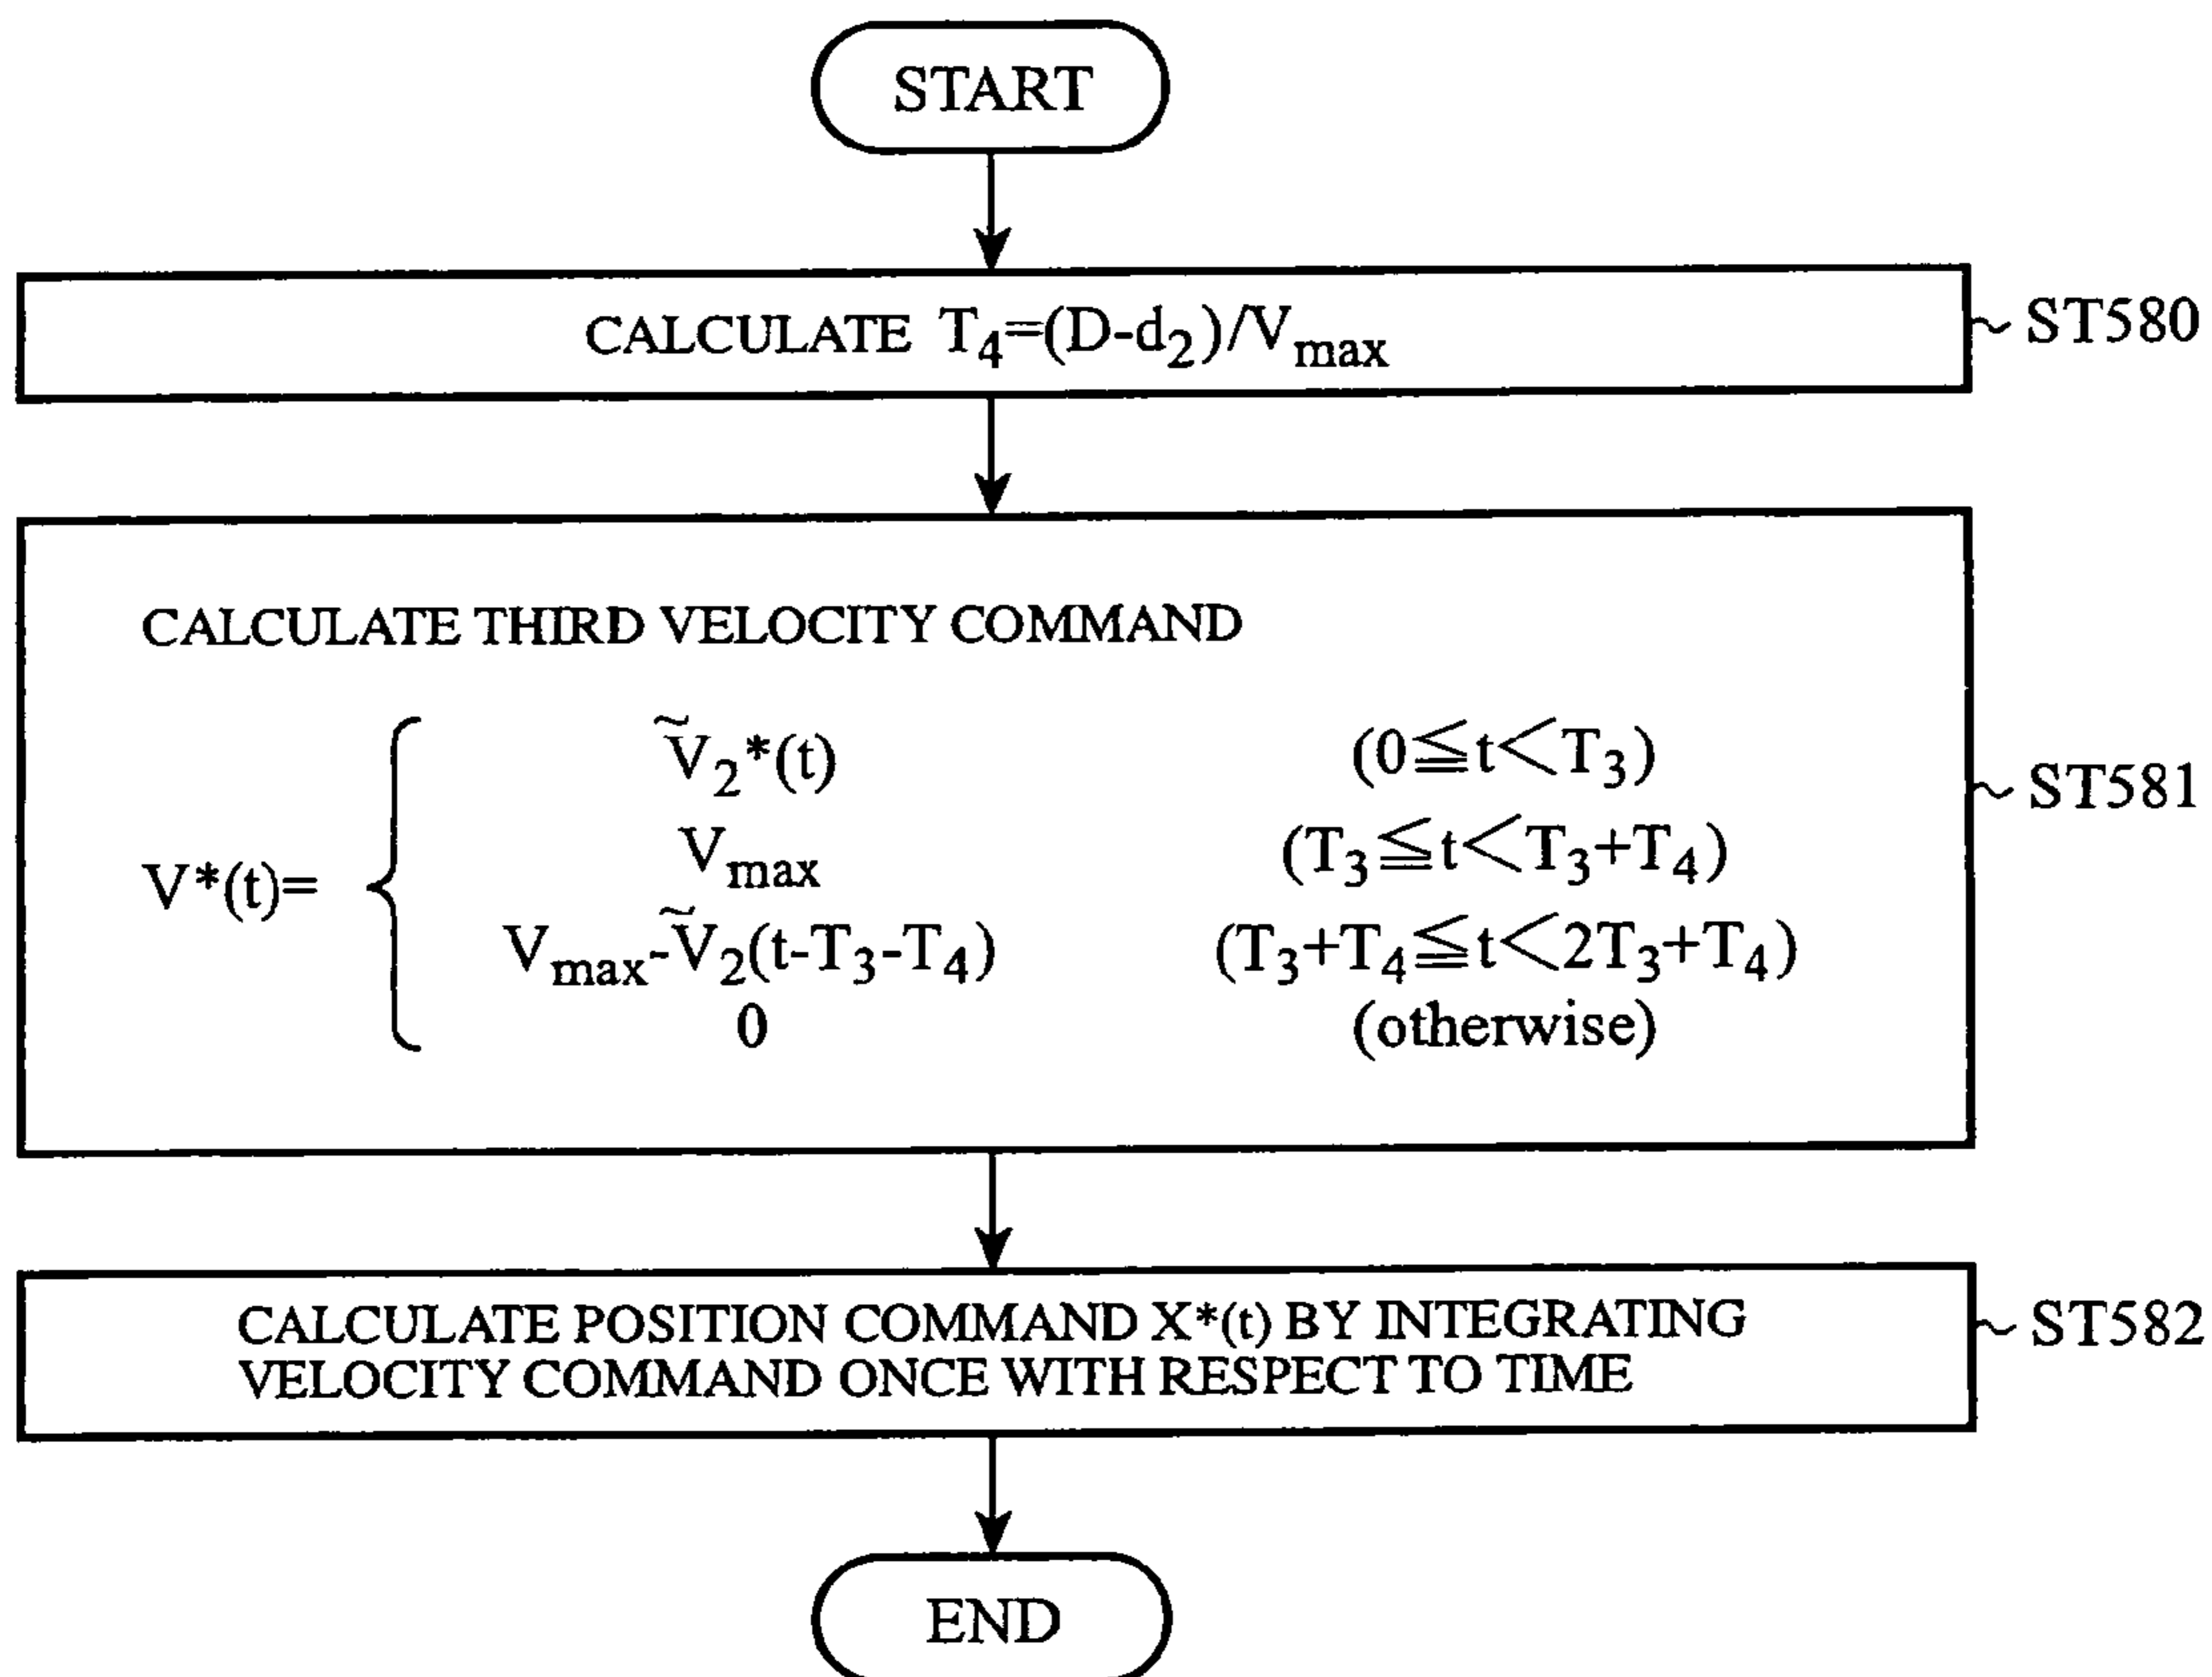 START
CALCULATE T₄=(D-d₂)/Vmax
ST580
CALCULATE THIRD VELOCITY COMMAND
V*(t)=
Ṽ₂*(t) (0≦t<T₃)
Vmax (T₃≦t<T₃+T₄)
Vmax-Ṽ₂(t-T₃-T₄) (T₃+T₄≦t<2T₃+T₄)
0 (otherwise)
ST581
CALCULATE POSITION COMMAND X*(t) BY INTEGRATING
VELOCITY COMMAND ONCE WITH RESPECT TO TIME
ST582
END